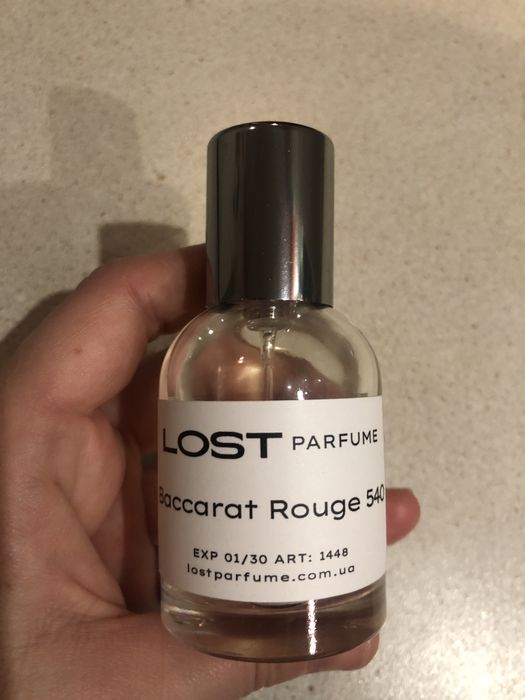 LOST PARFUME
Baccarat Rouge 540
EXP 01/30 ART: 1448
lostparfume.com.ua